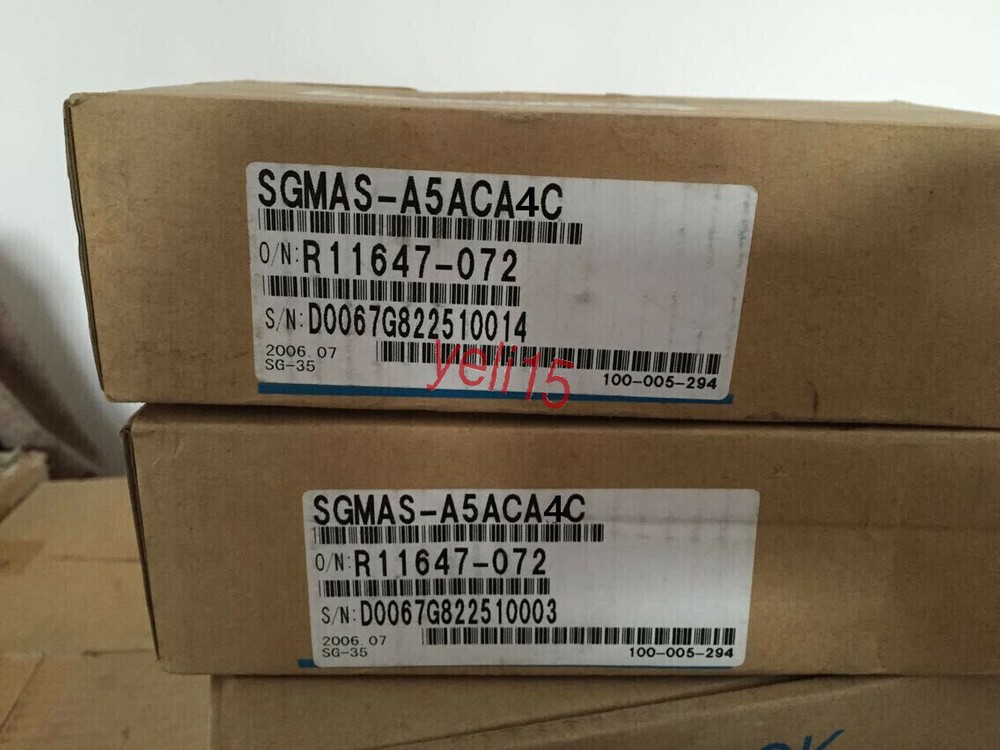 SGMAS-A5ACA4C
O/N:R11647-072
S/N:D0067G822510014
2006.07
SG-35
100-005-294
yeli15
SGMAS-A5ACA4C
O/N:R11647-072
S/N:D0067G822510003
2006.07
SG-35
100-005-294